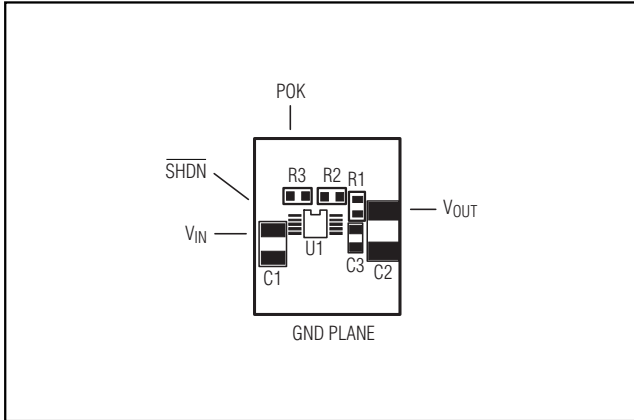 POK
SHDN
R3 R2 R1
VIN
VOUT
U1
C1
C3 C2
GND PLANE